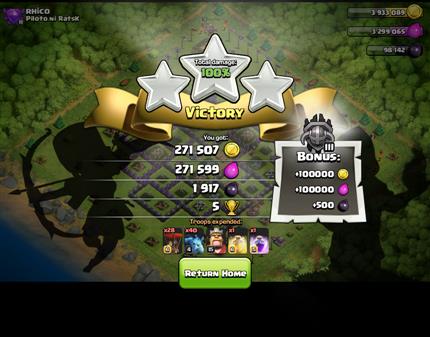 RHiCO
Piloto ni RatsK
3 933 089
3 299 065
98 142
Total damage:
100%
Victory
You got:
271 507
271 599
1 917
5
III
Bonus:
+100000
+100000
+500
Troops expended:
x28 x40 x1 x1
Return Home